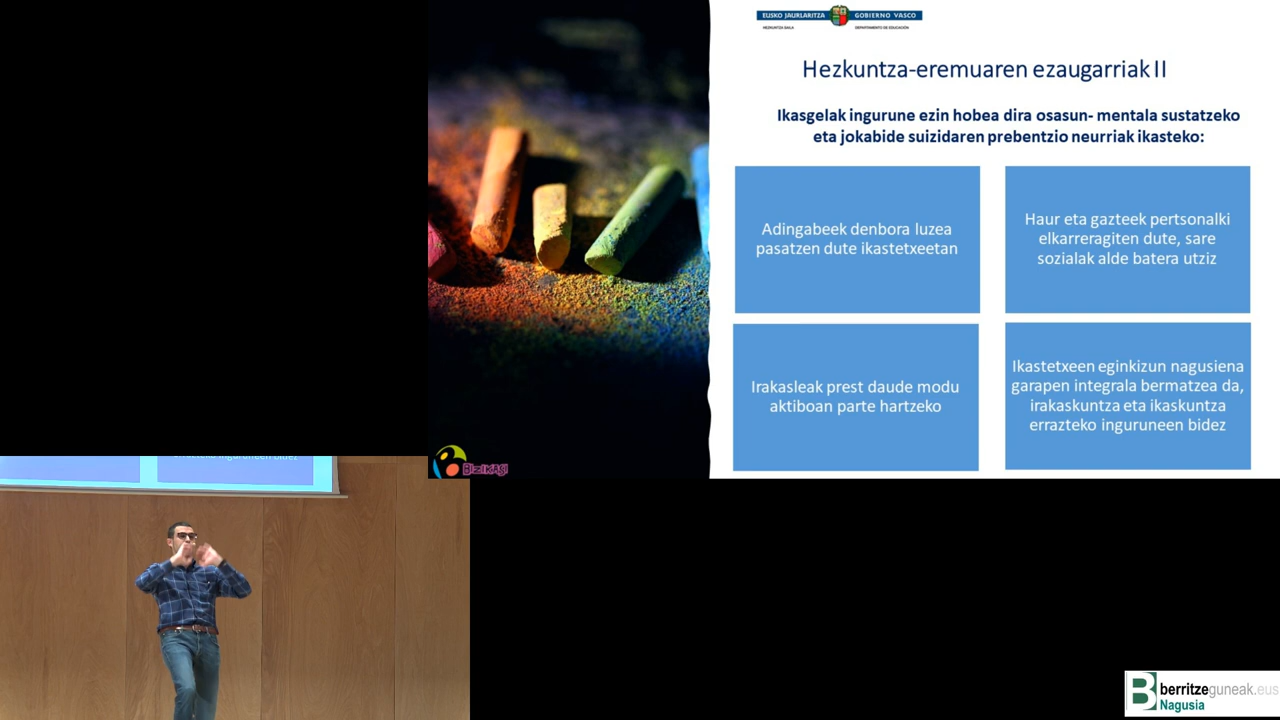 EUSKO JAURLARITZA
GOBIERNO VASCO
HEZKUNTZA SAILA
DEPARTAMENTO DE EDUCACIÓN
Hezkuntza-eremuaren ezaugarriak II
Ikasgelak ingurune ezin hobea dira osasun- mentala sustatzeko
eta jokabide suizidaren prebentzio neurriak ikasteko:
Adingabeek denbora luzea
pasatzen dute ikastetxeetan
Haur eta gazteek pertsonalki
elkarreragiten dute, sare
sozialak alde batera utziz
Irakasleak prest daude modu
aktiboan parte hartzeko
Ikastetxeen eginkizun nagusiena
garapen integrala bermatzea da,
irakaskuntza eta ikaskuntza
errazteko inguruneen bidez
BIZIKASI
inguruneen bidez
berritzeguneak.eus
Nagusia